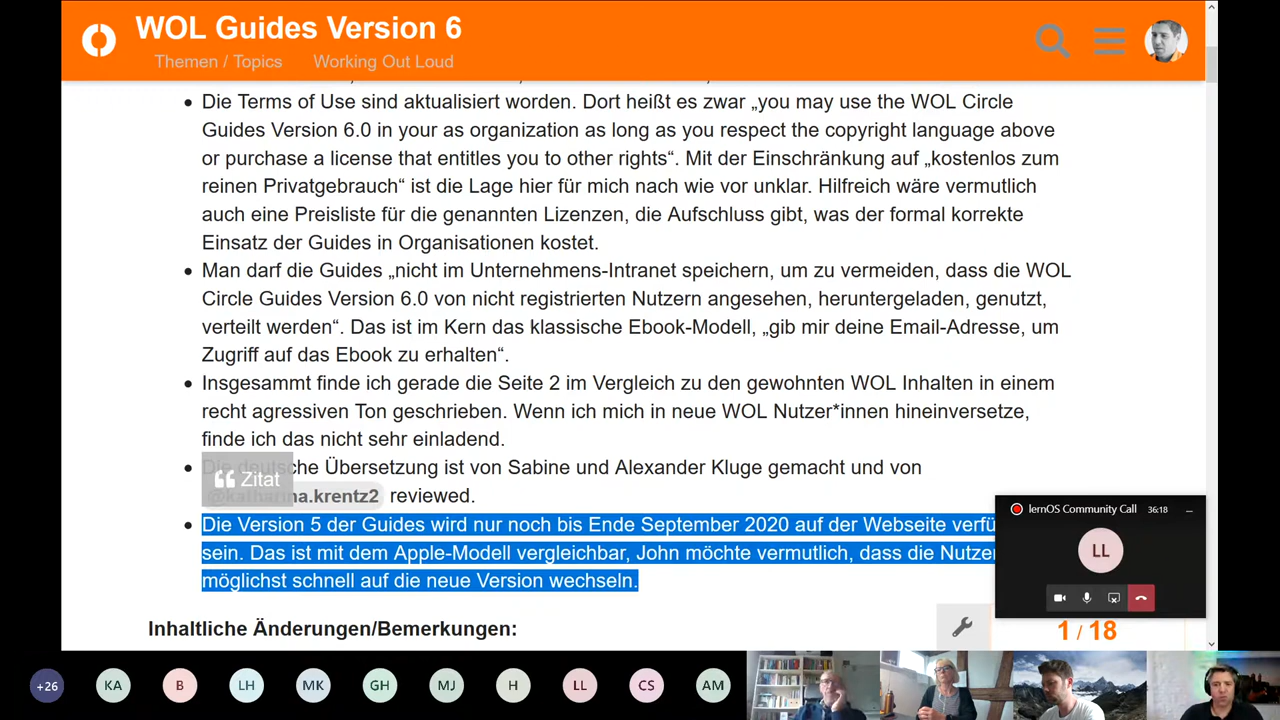 WOL Guides Version 6
Themen / Topics Working Out Loud
Die Terms of Use sind aktualisiert worden. Dort heißt es zwar „you may use the WOL Circle
Guides Version 6.0 in your as organization as long as you respect the copyright language above
or purchase a license that entitles you to other rights“. Mit der Einschränkung auf „kostenlos zum
reinen Privatgebrauch“ ist die Lage hier für mich nach wie vor unklar. Hilfreich wäre vermutlich
auch eine Preisliste für die genannten Lizenzen, die Aufschluss gibt, was der formal korrekte
Einsatz der Guides in Organisationen kostet.
Man darf die Guides „nicht im Unternehmens-Intranet speichern, um zu vermeiden, dass die WOL
Circle Guides Version 6.0 von nicht registrierten Nutzern angesehen, heruntergeladen, genutzt,
verteilt werden“. Das ist im Kern das klassische Ebook-Modell, „gib mir deine Email-Adresse, um
Zugriff auf das Ebook zu erhalten“.
Insgesammt finde ich gerade die Seite 2 im Vergleich zu den gewohnten WOL Inhalten in einem
recht agressiven Ton geschrieben. Wenn ich mich in neue WOL Nutzer*innen hineinversetze,
finde ich das nicht sehr einladend.
Die deutsche Übersetzung ist von Sabine und Alexander Kluge gemacht und von
Zitat
@katharina.krentz2 reviewed.
Die Version 5 der Guides wird nur noch bis Ende September 2020 auf der Webseite verfü
sein. Das ist mit dem Apple-Modell vergleichbar, John möchte vermutlich, dass die Nutzer
möglichst schnell auf die neue Version wechseln.
Inhaltliche Änderungen/Bemerkungen:
lernOS Community Call 36:18
LL
1 / 18
+26 KA B LH MK GH MJ H LL CS AM